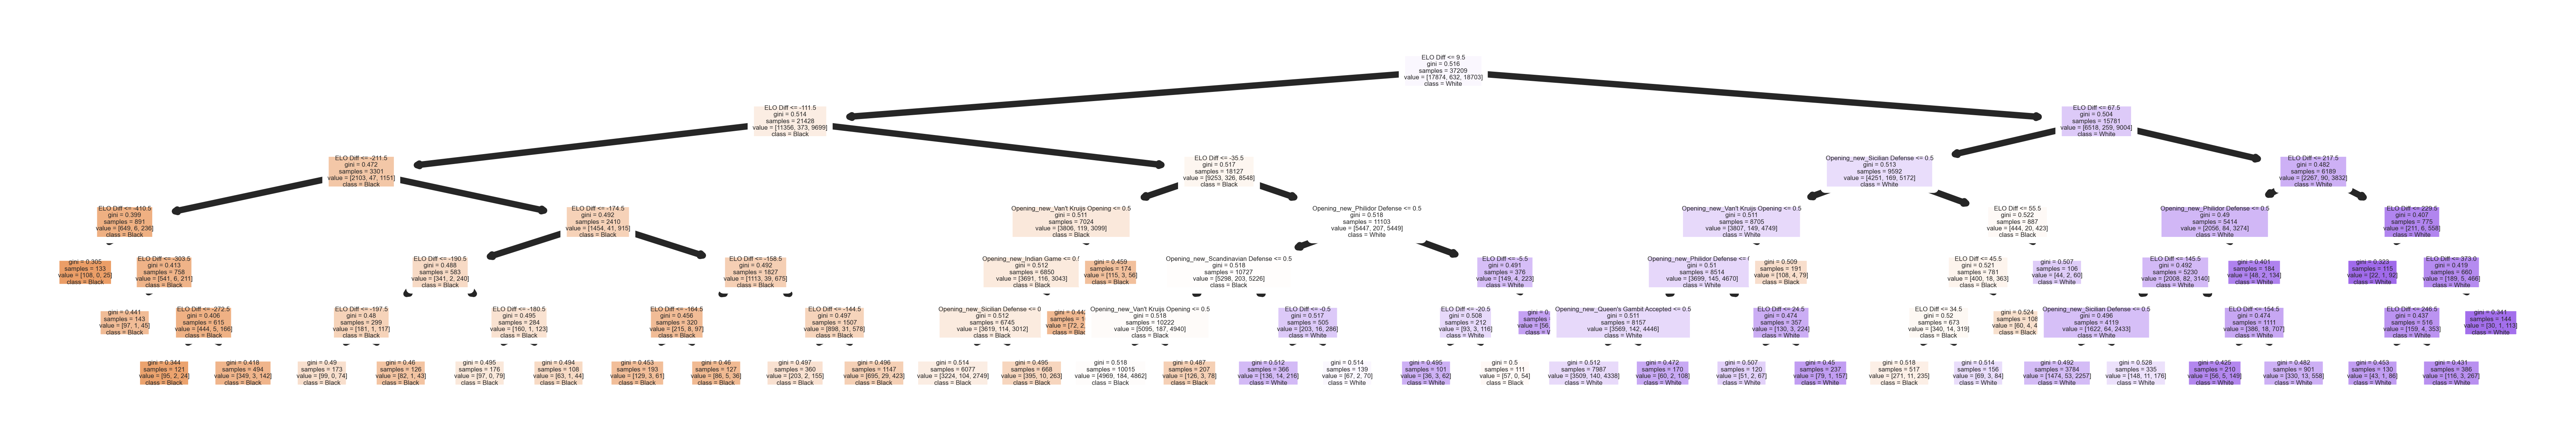 ELO Diff <= 9.5
gini = 0.516
samples = 37209
value = [17874, 632, 18703]
class = White
ELO Diff <= -111.5
gini = 0.514
samples = 21428
value = [11356, 373, 9699]
class = Black
ELO Diff <= 67.5
gini = 0.504
samples = 15781
value = [6518, 259, 9004]
class = White
ELO Diff <= -211.5
gini = 0.472
samples = 3301
value = [2103, 47, 1151]
class = Black
ELO Diff <= -35.5
gini = 0.517
samples = 18127
value = [9253, 326, 8548]
class = Black
Opening_new_Sicilian Defense <= 0.5
gini = 0.513
samples = 9592
value = [4251, 169, 5172]
class = White
ELO Diff <= 217.5
gini = 0.482
samples = 6189
value = [2267, 90, 3832]
class = White
ELO Diff <= -410.5
gini = 0.399
samples = 891
value = [649, 6, 236]
class = Black
ELO Diff <= -174.5
gini = 0.492
samples = 2410
value = [1454, 41, 915]
class = Black
Opening_new_Van't Kruijs Opening <= 0.5
gini = 0.511
samples = 7024
value = [3806, 119, 3099]
class = Black
Opening_new_Philidor Defense <= 0.5
gini = 0.518
samples = 11103
value = [5447, 207, 5449]
class = White
Opening_new_Van't Kruijs Opening <= 0.5
gini = 0.511
samples = 8705
value = [3807, 149, 4749]
class = White
ELO Diff <= 55.5
gini = 0.522
samples = 887
value = [444, 20, 423]
class = Black
Opening_new_Philidor Defense <= 0.5
gini = 0.49
samples = 5414
value = [2056, 84, 3274]
class = White
ELO Diff <= 229.5
gini = 0.407
samples = 775
value = [211, 6, 558]
class = White
gini = 0.305
samples = 133
value = [108, 0, 25]
class = Black
ELO Diff <= -303.5
gini = 0.413
samples = 758
value = [541, 6, 211]
class = Black
ELO Diff <= -190.5
gini = 0.488
samples = 583
value = [341, 2, 240]
class = Black
ELO Diff <= -158.5
gini = 0.492
samples = 1827
value = [1113, 39, 675]
class = Black
Opening_new_Indian Game <= 0.5
gini = 0.512
samples = 6850
value = [3691, 116, 3043]
class = Black
gini = 0.459
samples = 174
value = [115, 3, 56]
class = Black
Opening_new_Scandinavian Defense <= 0.5
gini = 0.518
samples = 10727
value = [5298, 203, 5226]
class = Black
ELO Diff <= -5.5
gini = 0.491
samples = 376
value = [149, 4, 223]
class = White
Opening_new_Philidor Defense <=
gini = 0.51
samples = 8514
value = [3699, 145, 4670]
class = White
gini = 0.509
samples = 191
value = [108, 4, 79]
class = Black
ELO Diff <= 45.5
gini = 0.521
samples = 781
value = [400, 18, 363]
class = Black
gini = 0.507
samples = 106
value = [44, 2, 60]
class = White
ELO Diff <= 145.5
gini = 0.492
samples = 5230
value = [2008, 82, 3140]
class = White
gini = 0.401
samples = 184
value = [48, 2, 134]
class = White
gini = 0.323
samples = 115
value = [22, 1, 92]
class = White
ELO Diff <= 373.0
gini = 0.419
samples = 660
value = [189, 5, 466]
class = White
gini = 0.441
samples = 143
value = [97, 1, 45]
class = Black
ELO Diff <= -272.5
gini = 0.406
samples = 615
value = [444, 5, 166]
class = Black
ELO Diff <= -197.5
gini = 0.48
samples = 299
value = [181, 1, 117]
class = Black
ELO Diff <= -180.5
gini = 0.495
samples = 284
value = [160, 1, 123]
class = Black
ELO Diff <= -164.5
gini = 0.456
samples = 320
value = [215, 8, 97]
class = Black
ELO Diff <= -144.5
gini = 0.497
samples = 1507
value = [898, 31, 578]
class = Black
Opening_new_Sicilian Defense <= 0
gini = 0.512
samples = 6745
value = [3619, 114, 3012]
class = Black
gini = 0.44
samples = 1
value = [72, 2,
class = Blac
Opening_new_Van't Kruijs Opening <= 0.5
gini = 0.518
samples = 10222
value = [5095, 187, 4940]
class = Black
ELO Diff <= -0.5
gini = 0.517
samples = 505
value = [203, 16, 286]
class = White
ELO Diff <= -20.5
gini = 0.508
samples = 212
value = [93, 3, 116]
class = White
gini = 0
samples
value = [56,
class = V
Opening_new_Queen's Gambit Accepted <= 0.5
gini = 0.511
samples = 8157
value = [3569, 142, 4446]
class = White
ELO Diff <= 24.5
gini = 0.474
samples = 357
value = [130, 3, 224]
class = White
ELO Diff <= 34.5
gini = 0.52
samples = 673
value = [340, 14, 319]
class = Black
gini = 0.524
samples = 108
value = [60, 4, 4
class = Black
Opening_new_Sicilian Defense <= 0.5
gini = 0.496
samples = 4119
value = [1622, 64, 2433]
class = White
ELO Diff <= 154.5
gini = 0.474
samples = 1111
value = [386, 18, 707]
class = White
ELO Diff <= 246.5
gini = 0.437
samples = 516
value = [159, 4, 353]
class = White
gini = 0.341
samples = 144
value = [30, 1, 113]
class = White
gini = 0.344
samples = 121
value = [95, 2, 24]
class = Black
gini = 0.418
samples = 494
value = [349, 3, 142]
class = Black
gini = 0.49
samples = 173
value = [99, 0, 74]
class = Black
gini = 0.46
samples = 126
value = [82, 1, 43]
class = Black
gini = 0.495
samples = 176
value = [97, 0, 79]
class = Black
gini = 0.494
samples = 108
value = [63, 1, 44]
class = Black
gini = 0.453
samples = 193
value = [129, 3, 61]
class = Black
gini = 0.46
samples = 127
value = [86, 5, 36]
class = Black
gini = 0.497
samples = 360
value = [203, 2, 155]
class = Black
gini = 0.496
samples = 1147
value = [695, 29, 423]
class = Black
gini = 0.514
samples = 6077
value = [3224, 104, 2749]
class = Black
gini = 0.495
samples = 668
value = [395, 10, 263]
class = Black
gini = 0.518
samples = 10015
value = [4969, 184, 4862]
class = Black
gini = 0.487
samples = 207
value = [126, 3, 78]
class = Black
gini = 0.512
samples = 366
value = [136, 14, 216]
class = White
gini = 0.514
samples = 139
value = [67, 2, 70]
class = White
gini = 0.495
samples = 101
value = [36, 3, 62]
class = White
gini = 0.5
samples = 111
value = [57, 0, 54]
class = Black
gini = 0.512
samples = 7987
value = [3509, 140, 4338]
class = White
gini = 0.472
samples = 170
value = [60, 2, 108]
class = White
gini = 0.507
samples = 120
value = [51, 2, 67]
class = White
gini = 0.45
samples = 237
value = [79, 1, 157]
class = White
gini = 0.518
samples = 517
value = [271, 11, 235]
class = Black
gini = 0.514
samples = 156
value = [69, 3, 84]
class = White
gini = 0.492
samples = 3784
value = [1474, 53, 2257]
class = White
gini = 0.528
samples = 335
value = [148, 11, 176]
class = White
gini = 0.425
samples = 210
value = [56, 5, 149]
class = White
gini = 0.482
samples = 901
value = [330, 13, 558]
class = White
gini = 0.453
samples = 130
value = [43, 1, 86]
class = White
gini = 0.431
samples = 386
value = [116, 3, 267]
class = White